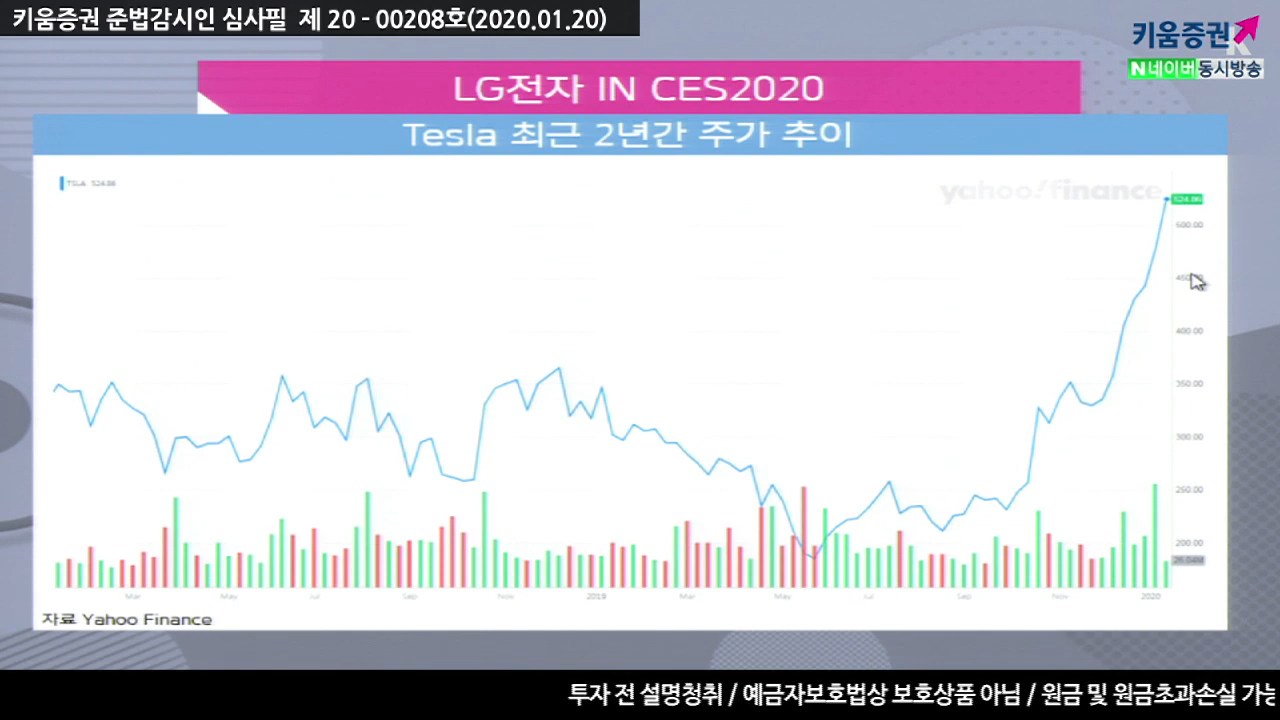 키움증권 준법감시인 심사필 제 20 - 00208호(2020.01.20)
키움증권
K
N네이버 동시방송
LG전자 IN CES2020
Tesla 최근 2년간 주가 추이
TSLA 524.86
yahoo! finance
524.86
500.00
450.00
400.00
350.00
300.00
250.00
200.00
26.04M
Mar May Jul Sep Nov 2019 Mar May Jul Sep Nov 2020
자료 Yahoo Finance
투자 전 설명청취 / 예금자보호법상 보호상품 아님 / 원금 및 원금초과손실 가능